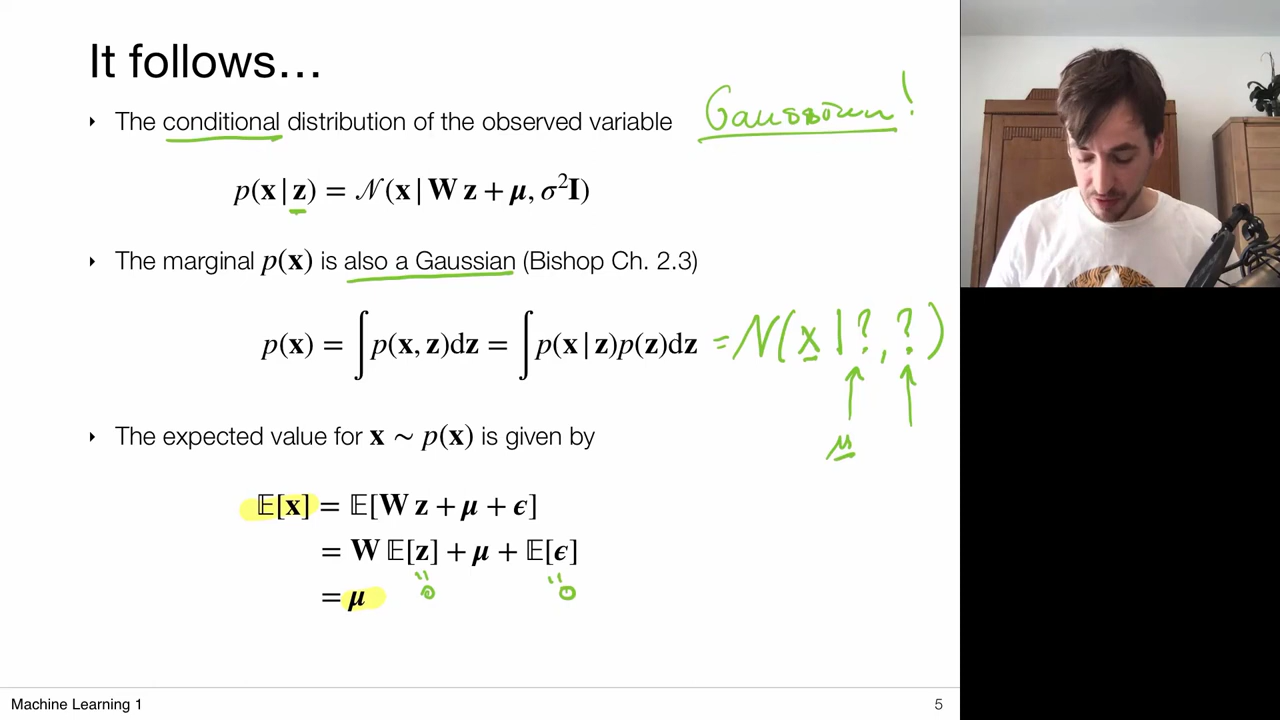 It follows…
‣ The conditional distribution of the observed variable Gaussian!
p(x|z) = 𝒩(x|W z + μ, σ²I)
‣ The marginal p(x) is also a Gaussian (Bishop Ch. 2.3)
p(x) = ∫p(x, z)dz = ∫p(x|z)p(z)dz = N(x|?, ?)
μ
‣ The expected value for x ∼ p(x) is given by
𝔼[x] = 𝔼[W z + μ + ϵ]
= W 𝔼[z] + μ + 𝔼[ϵ]
= μ 0 0
Machine Learning 1 5